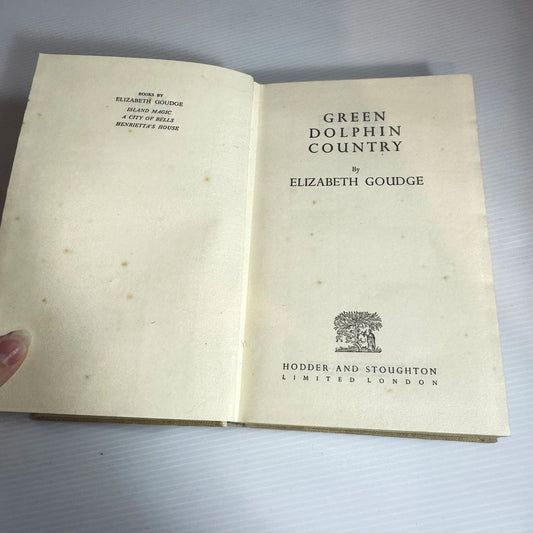 BOOKS BY
ELIZABETH GOUDGE
ISLAND MAGIC
A CITY OF BELLS
HENRIETTA'S HOUSE
GREEN
DOLPHIN
COUNTRY
By
ELIZABETH GOUDGE
HODDER AND STOUGHTON
LIMITED LONDON